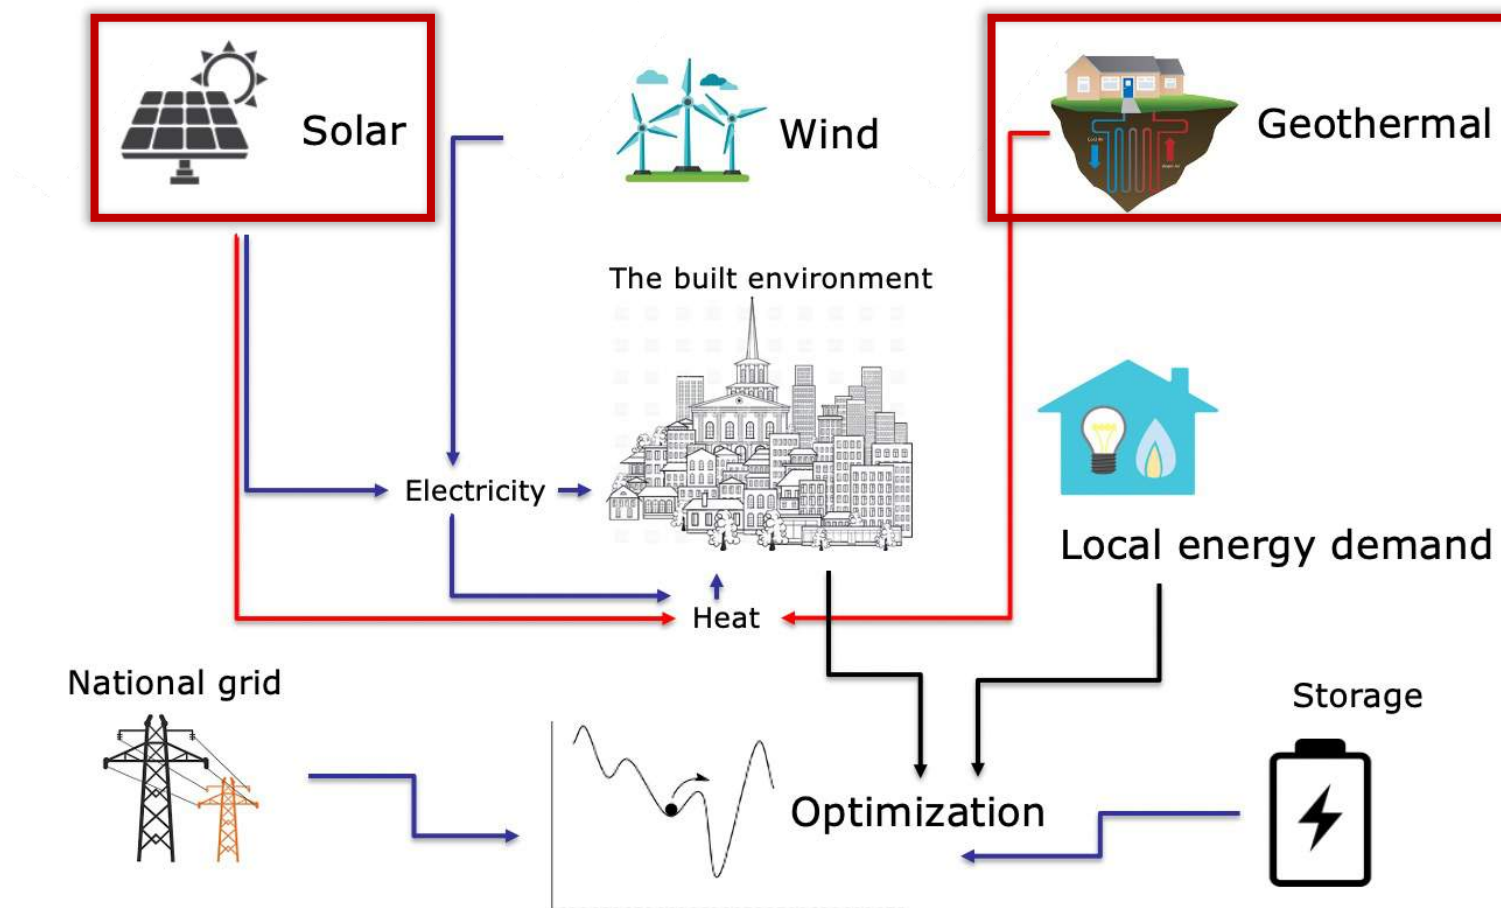 Solar
Wind
Geothermal
The built environment
Electricity
Local energy demand
Heat
National grid
Storage
Optimization